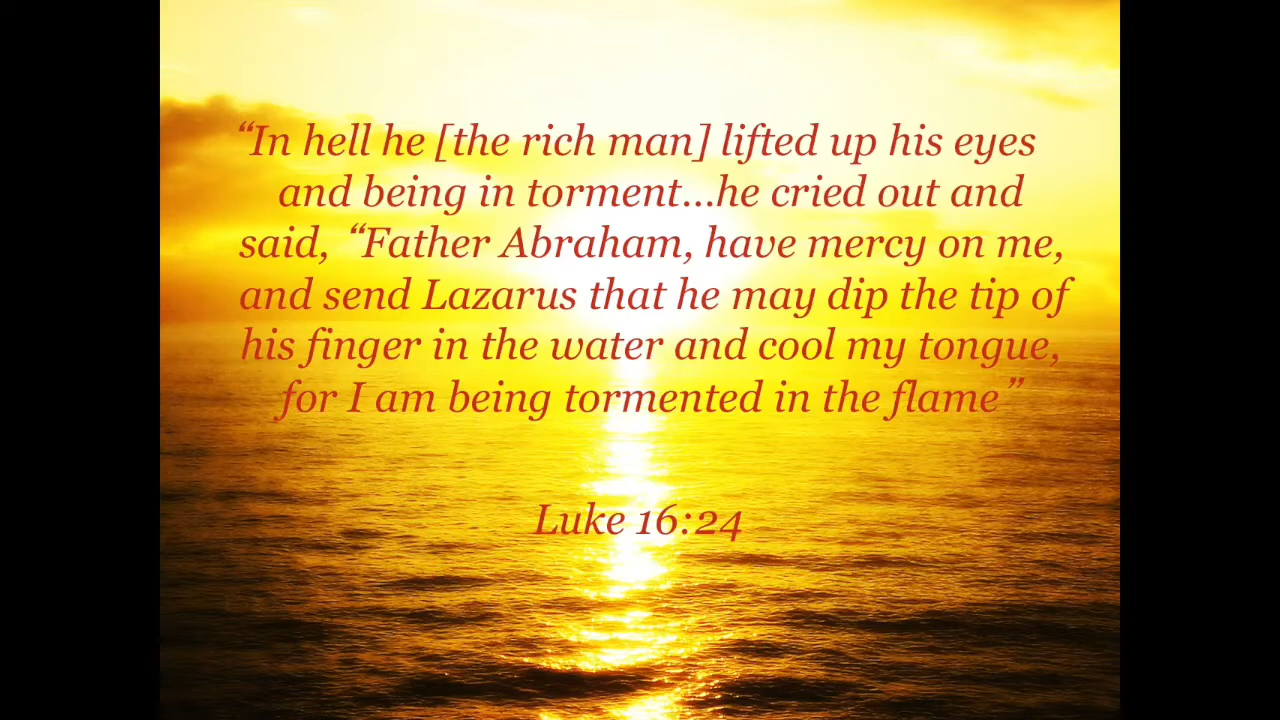 “In hell he [the rich man] lifted up his eyes
and being in torment...he cried out and
said, “Father Abraham, have mercy on me,
and send Lazarus that he may dip the tip of
his finger in the water and cool my tongue,
for I am being tormented in the flame”
Luke 16:24